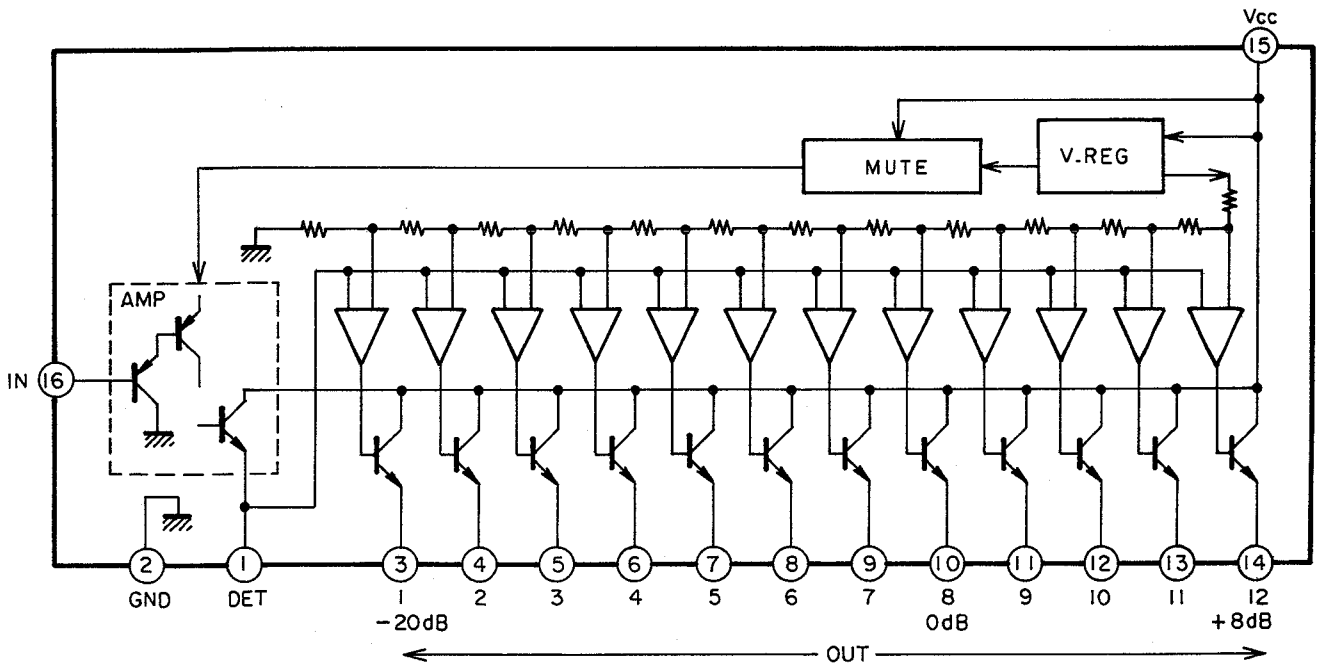 Vcc
15
MUTE
V.REG
AMP
IN 16
2 1 3 4 5 6 7 8 9 10 11 12 13 14
GND DET 1 2 3 4 5 6 7 8 9 10 11 12
-20dB 0dB +8dB
OUT